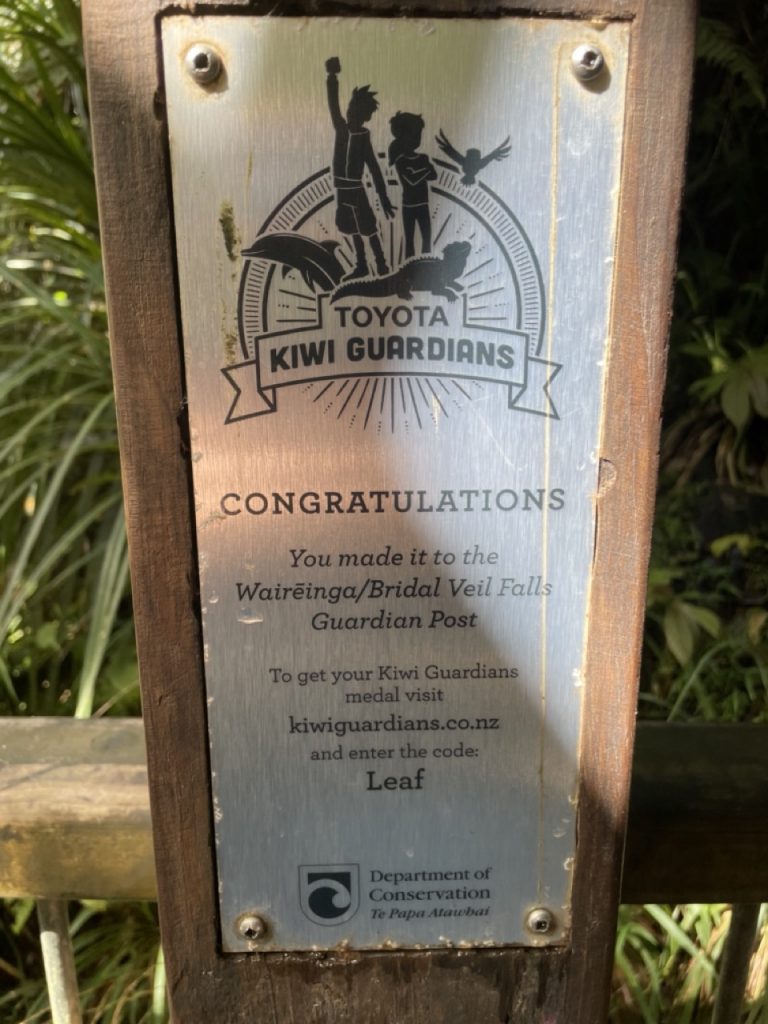 TOYOTA
KIWI GUARDIANS
CONGRATULATIONS
You made it to the
Wairēinga/Bridal Veil Falls
Guardian Post
To get your Kiwi Guardians
medal visit
kiwiguardians.co.nz
and enter the code:
Leaf
Department of
Conservation
Te Papa Atawhai